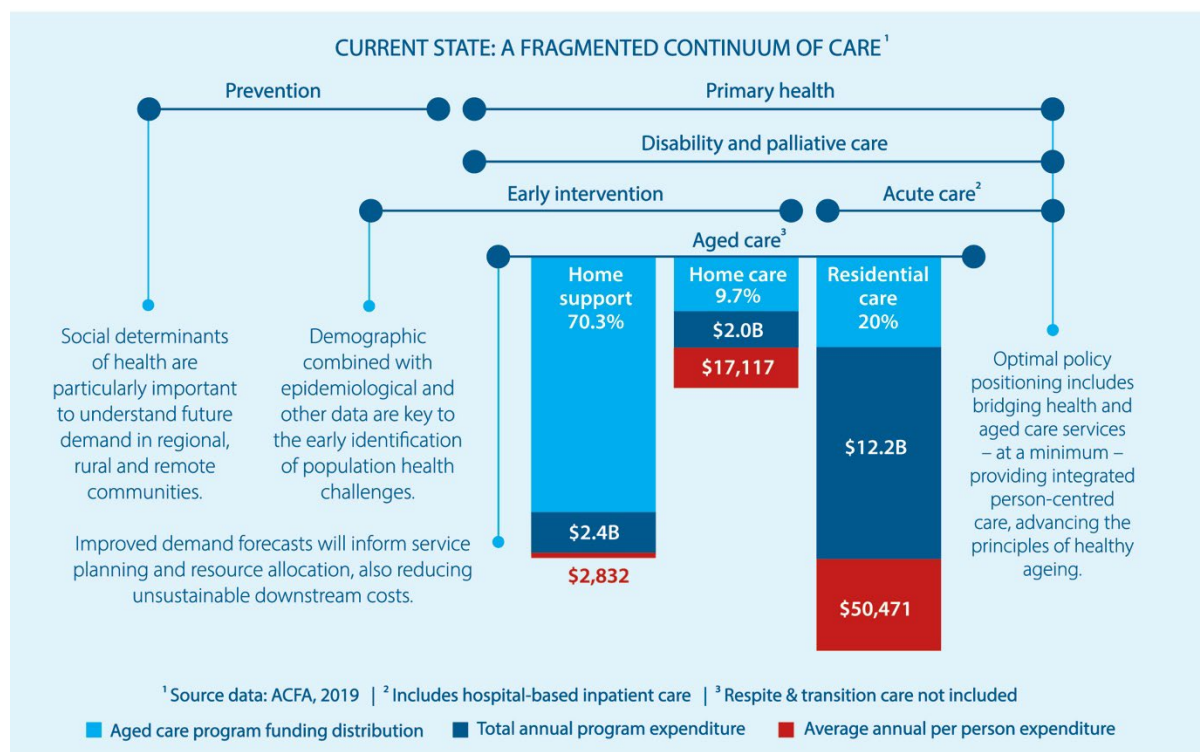 CURRENT STATE: A FRAGMENTED CONTINUUM OF CARE ¹
Prevention
Primary health
Disability and palliative care
Early intervention
Acute care²
Aged care³
Home
support
70.3%
$2.4B
$2,832
Home care
9.7%
$2.0B
$17,117
Residential
care
20%
$12.2B
$50,471
Social determinants
of health are
particularly important
to understand future
demand in regional,
rural and remote
communities.
Demographic
combined with
epidemiological and
other data are key to
the early identification
of population health
challenges.
Improved demand forecasts will inform service
planning and resource allocation, also reducing
unsustainable downstream costs.
Optimal policy
positioning includes
bridging health and
aged care services
– at a minimum –
providing integrated
person-centred
care, advancing the
principles of healthy
ageing.
¹ Source data: ACFA, 2019 | ² Includes hospital-based inpatient care | ³ Respite & transition care not included
Aged care program funding distribution
Total annual program expenditure
Average annual per person expenditure